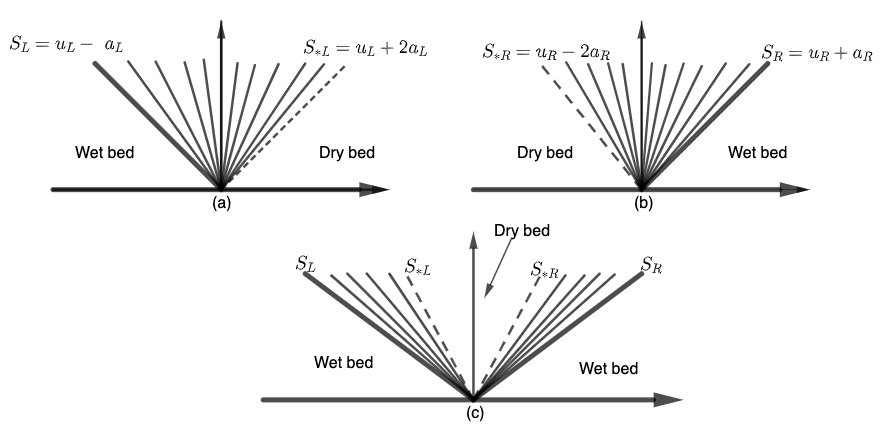 S_L = u_L - a_L
S_{*L} = u_L + 2a_L
Wet bed
Dry bed
(a)
S_{*R} = u_R - 2a_R
S_R = u_R + a_R
Dry bed
Wet bed
(b)
Dry bed
S_L
S_{*L}
S_{*R}
S_R
Wet bed
Wet bed
(c)